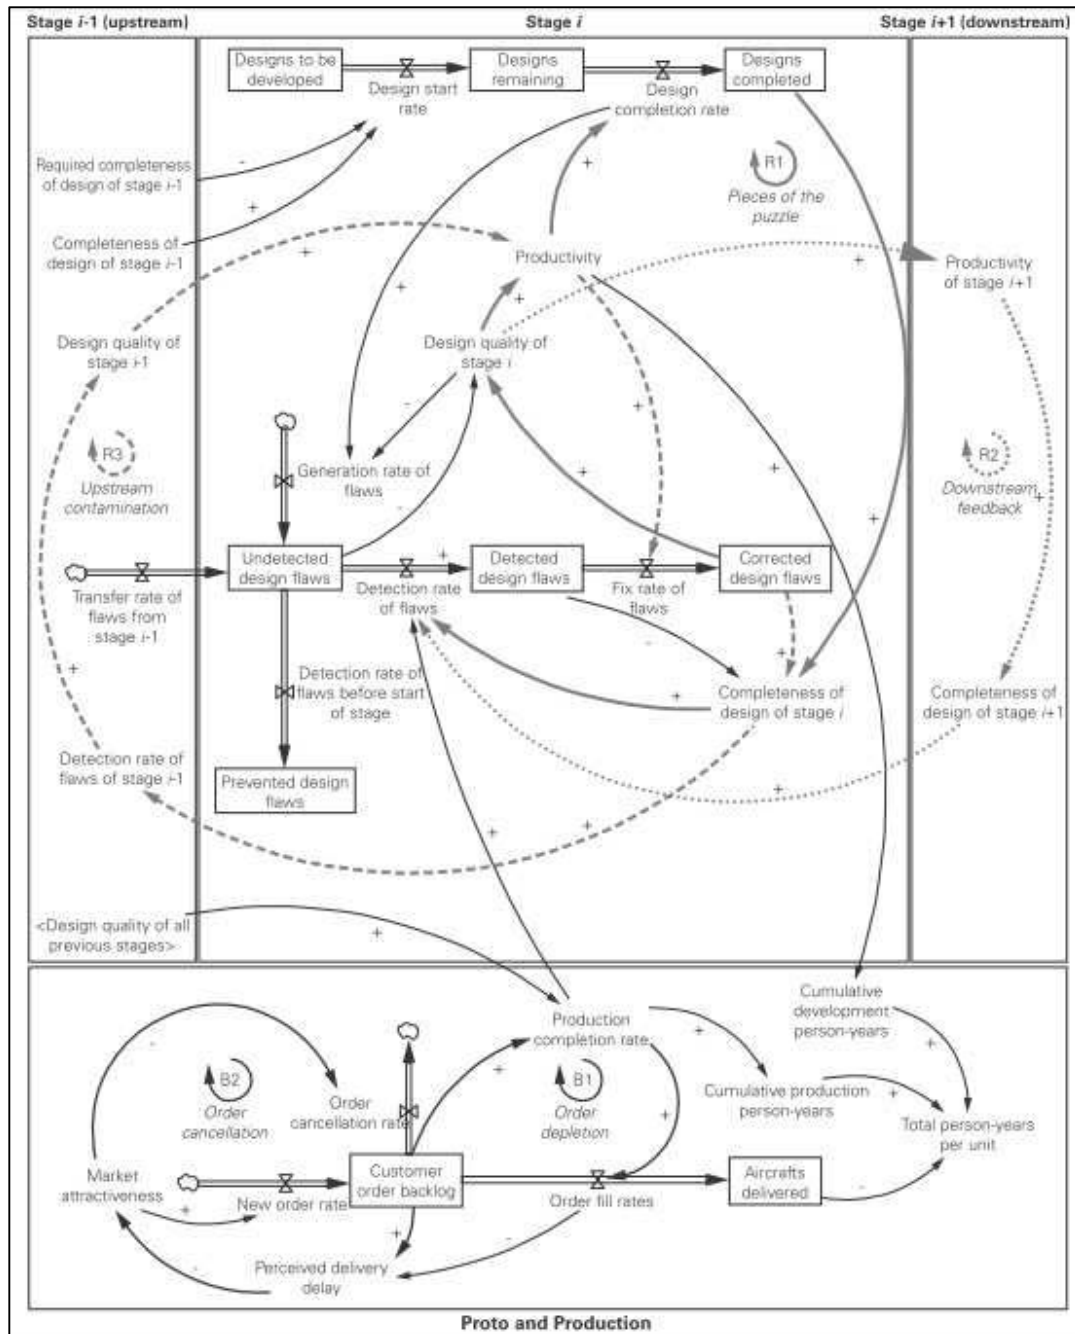 Stage i-1 (upstream)
Stage i
Stage i+1 (downstream)
Designs to be
developed
Designs
remaining
Designs
completed
Design start
rate
Design
completion rate
Required completeness
of design of stage i-1
-
+
+
R1
Pieces of the
puzzle
Completeness of
design of stage i-1
+
+
+
Productivity
Productivity
of stage i+1
+
+
Design quality of
stage i-1
Design quality of
stage i
-
+
R3
Upstream
contamination
Generation rate of
flaws
+
+
R2
Downstream
feedback
+
+
Undetected
design flaws
+
Detected
design flaws
Corrected
design flaws
Transfer rate of
flaws from
stage i-1
Detection rate
of flaws
Fix rate of
flaws
-
+
+
Detection rate of
flaws before start
of stage
+
Completeness of
design of stage i
Completeness of
design of stage i+1
Detection rate of
flaws of stage i-1
Prevented design
flaws
+
+
+
<Design quality of all
previous stages>
+
Production
completion rate
Cumulative
development
person-years
+
+
-
B2
Order
cancellation
Order
cancellation rate
+
B1
Order
depletion
+
Cumulative production
person-years
+
Total person-years
per unit
Market
attractiveness
Customer
order backlog
Aircrafts
delivered
+
New order rate
Order fill rates
-
+
-
Perceived delivery
delay
-
Proto and Production